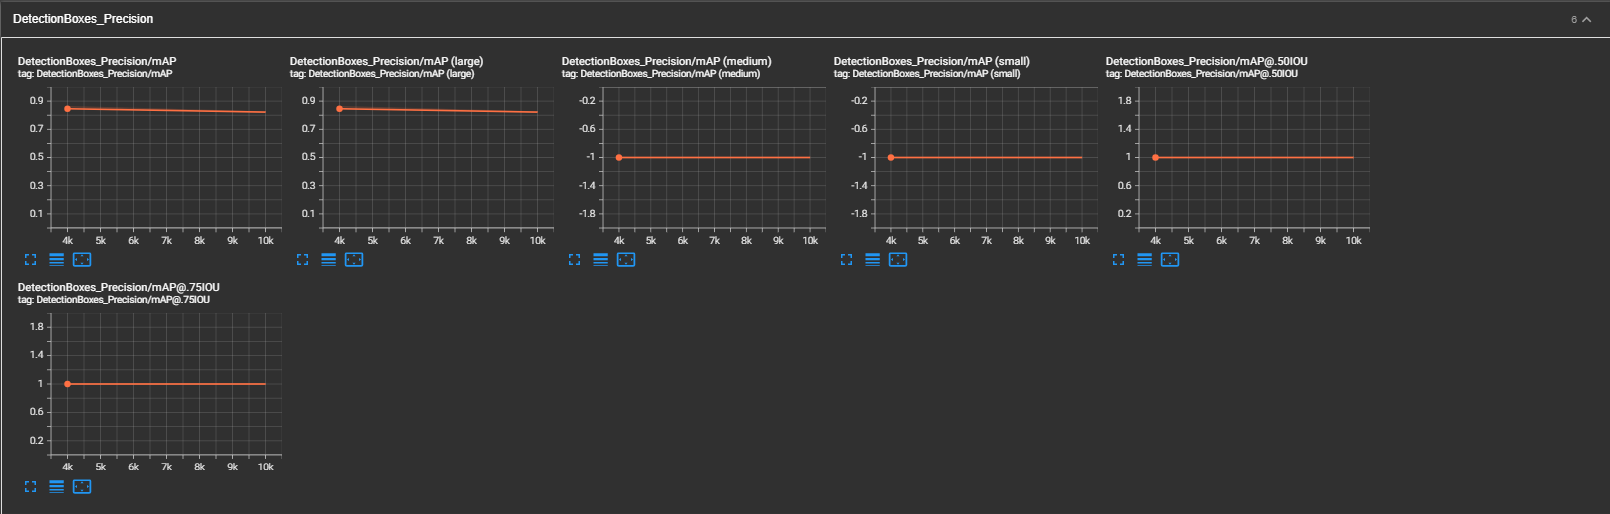 DetectionBoxes_Precision
6
DetectionBoxes_Precision/mAP
tag: DetectionBoxes_Precision/mAP
0.9
0.7
0.5
0.3
0.1
4k 5k 6k 7k 8k 9k 10k
DetectionBoxes_Precision/mAP (large)
tag: DetectionBoxes_Precision/mAP (large)
0.9
0.7
0.5
0.3
0.1
4k 5k 6k 7k 8k 9k 10k
DetectionBoxes_Precision/mAP (medium)
tag: DetectionBoxes_Precision/mAP (medium)
-0.2
-0.6
-1
-1.4
-1.8
4k 5k 6k 7k 8k 9k 10k
DetectionBoxes_Precision/mAP (small)
tag: DetectionBoxes_Precision/mAP (small)
-0.2
-0.6
-1
-1.4
-1.8
4k 5k 6k 7k 8k 9k 10k
DetectionBoxes_Precision/mAP@.50IOU
tag: DetectionBoxes_Precision/mAP@.50IOU
1.8
1.4
1
0.6
0.2
4k 5k 6k 7k 8k 9k 10k
DetectionBoxes_Precision/mAP@.75IOU
tag: DetectionBoxes_Precision/mAP@.75IOU
1.8
1.4
1
0.6
0.2
4k 5k 6k 7k 8k 9k 10k